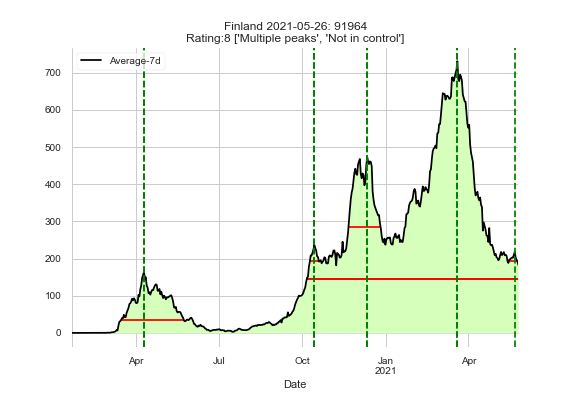 Finland 2021-05-26: 91964
Rating:8 ['Multiple peaks', 'Not in control']
Average-7d
700
600
500
400
300
200
100
0
Apr
Jul
Oct
Jan
2021
Apr
Date